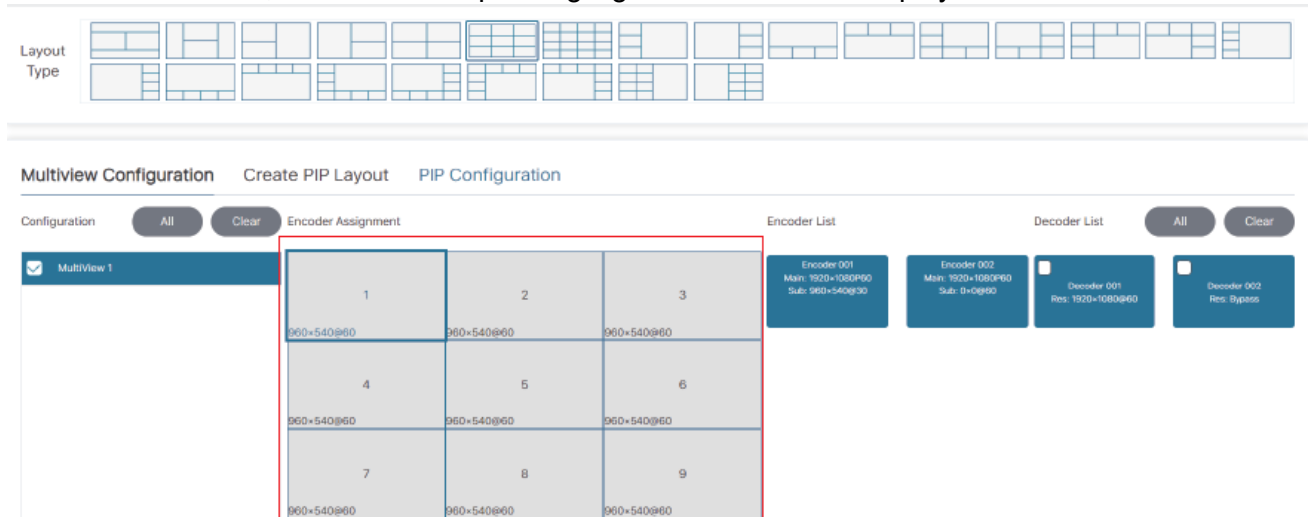 Layout
Type
Multiview Configuration Create PIP Layout PIP Configuration
Configuration All Clear Encoder Assignment Encoder List Decoder List All Clear
MultiView 1
1 2 3
960×540@60 960×540@60 960×540@60
4 5 6
960×540@60 960×540@60 960×540@60
7 8 9
960×540@60 960×540@60 960×540@60
Encoder 001
Main: 1920×1080P60
Sub: 960×540@30
Encoder 002
Main: 1920×1080P60
Sub: 0×0@60
Decoder 001
Res: 1920×1080@60
Decoder 002
Res: Bypass